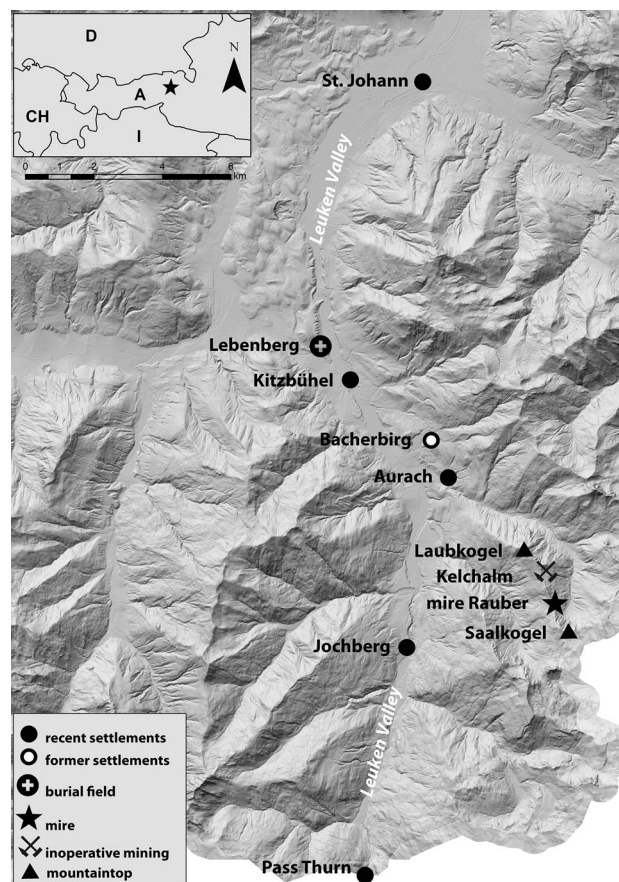 D
N
A
CH
I
0 1 2 4 6
km
St. Johann
Leuken Valley
Lebenberg
Kitzbühel
Bacherbirg
Aurach
Laubkogel
Kelchalm
mire Rauber
Saalkogel
Jochberg
Leuken Valley
recent settlements
former settlements
burial field
mire
inoperative mining
mountaintop
Pass Thurn